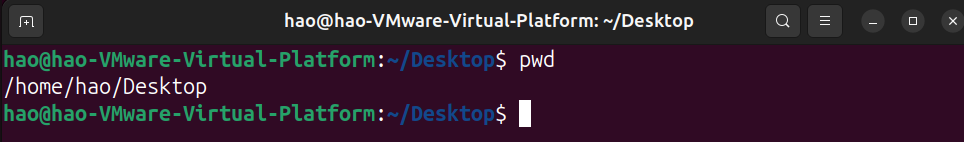 hao@hao-VMware-Virtual-Platform: ~/Desktop
hao@hao-VMware-Virtual-Platform:~/Desktop$ pwd
/home/hao/Desktop
hao@hao-VMware-Virtual-Platform:~/Desktop$